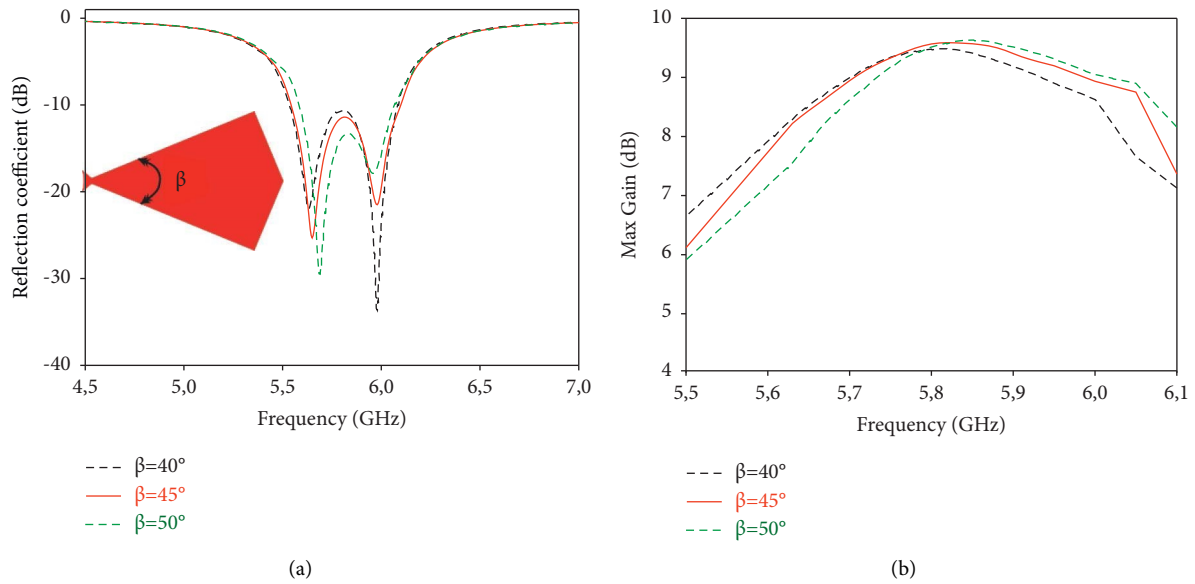 0
-10
-20
-30
-40
Reflection coefficient (dB)
β
4,5 5,0 5,5 6,0 6,5 7,0
Frequency (GHz)
β=40°
β=45°
β=50°
(a)
10
9
8
7
6
5
4
Max Gain (dB)
5,5 5,6 5,7 5,8 5,9 6,0 6,1
Frequency (GHz)
β=40°
β=45°
β=50°
(b)